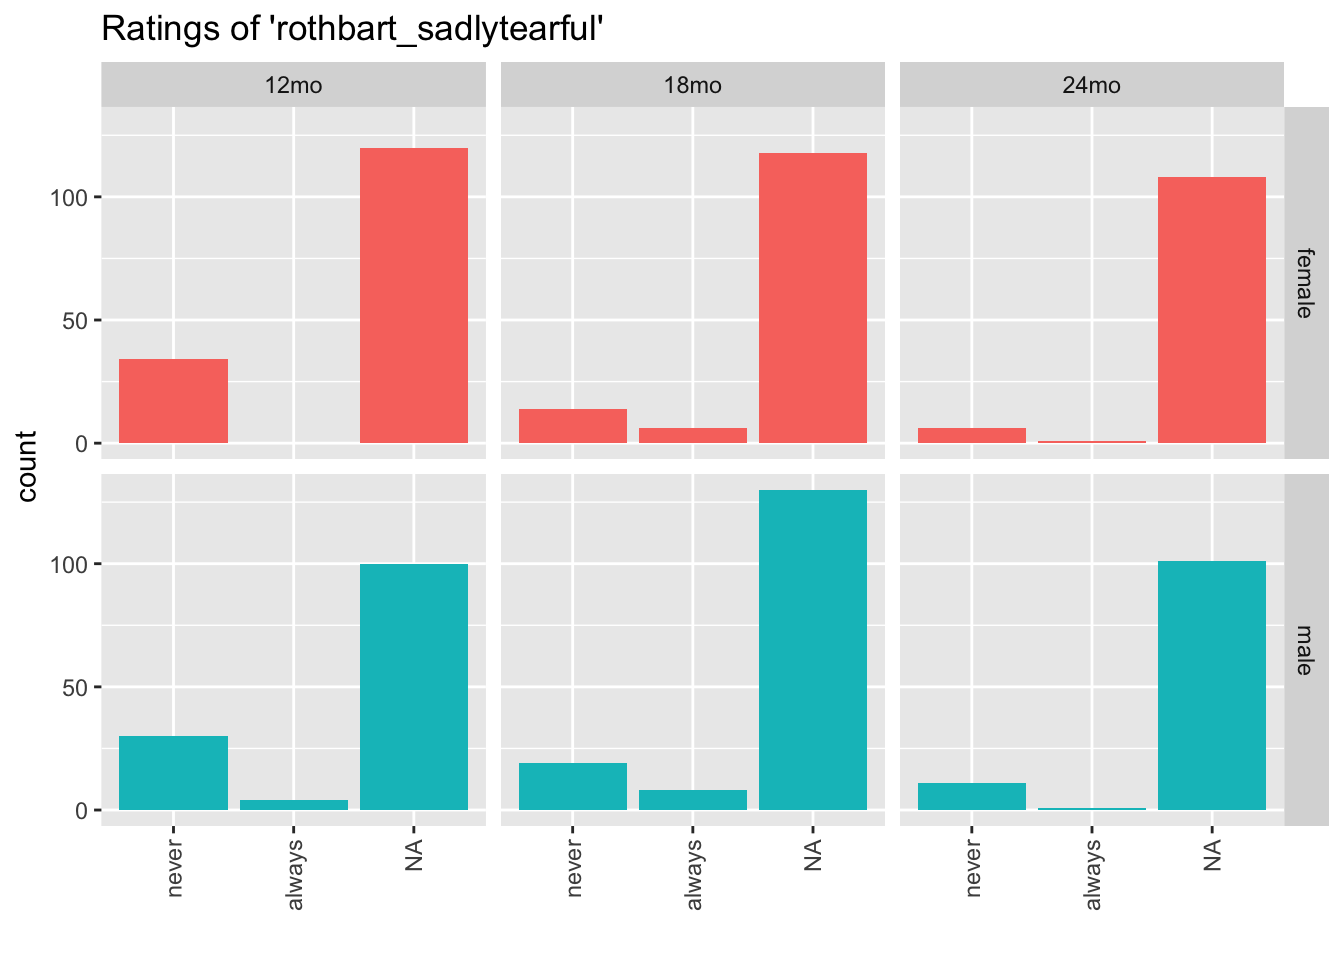 Ratings of 'rothbart_sadlytearful'
12mo 18mo 24mo
100
50
0
female
count
100
50
0
male
never always NA never always NA never always NA